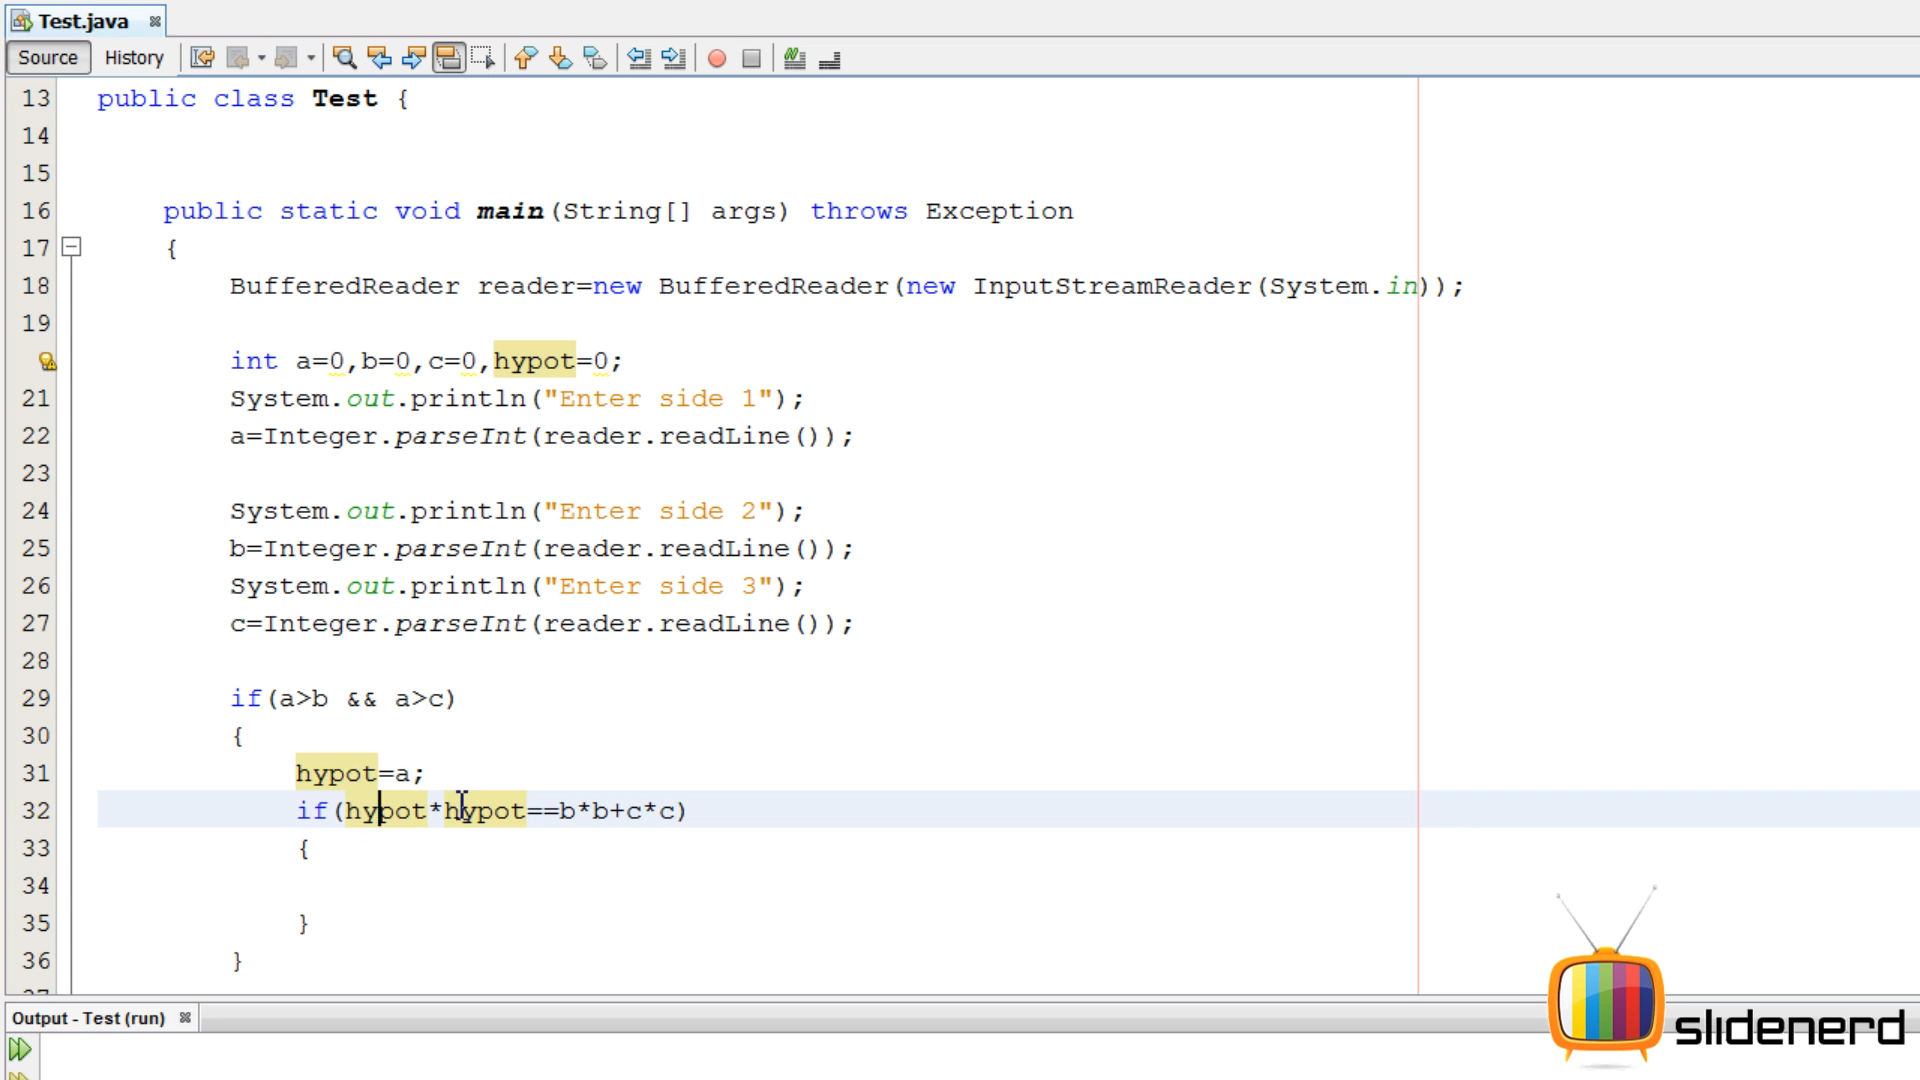 Test.java
Source History
13 public class Test {
14
15
16 public static void main(String[] args) throws Exception
17 {
18 BufferedReader reader=new BufferedReader(new InputStreamReader(System.in));
19
int a=0,b=0,c=0,hypot=0;
21 System.out.println("Enter side 1");
22 a=Integer.parseInt(reader.readLine());
23
24 System.out.println("Enter side 2");
25 b=Integer.parseInt(reader.readLine());
26 System.out.println("Enter side 3");
27 c=Integer.parseInt(reader.readLine());
28
29 if(a>b && a>c)
30 {
31 hypot=a;
32 if(hypot*hypot==b*b+c*c)
33 {
34
35 }
36 }
Output - Test (run)
slidenerd